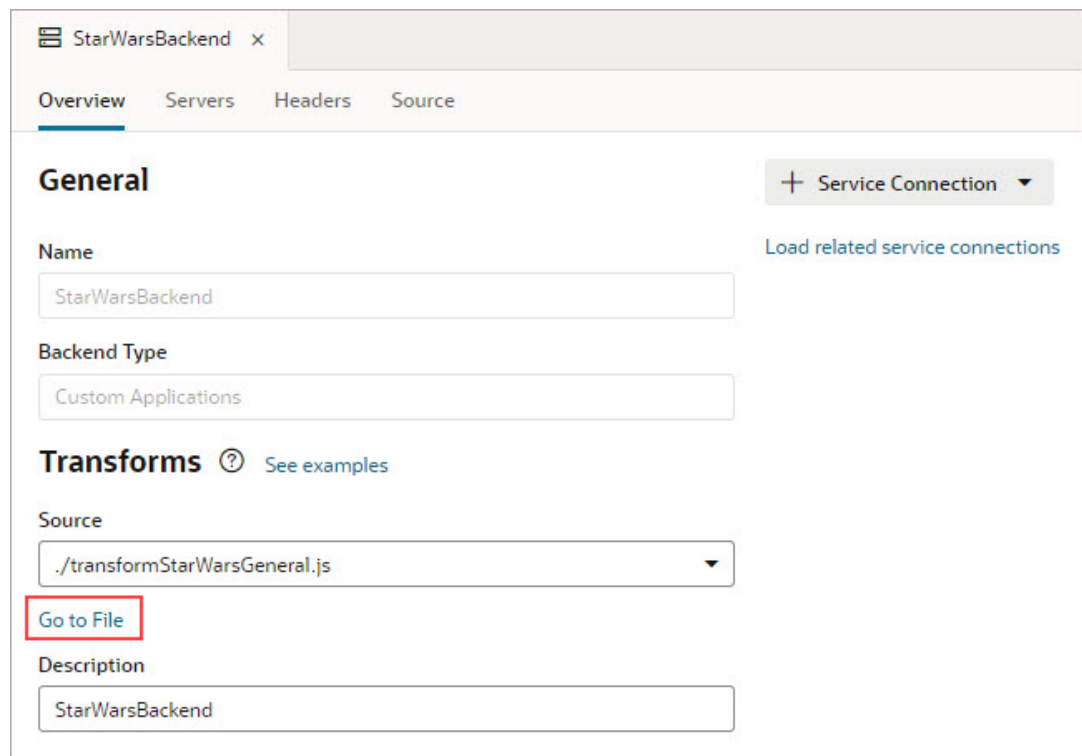 StarWarsBackend ×
Overview Servers Headers Source
General
+ Service Connection
Load related service connections
Name
StarWarsBackend
Backend Type
Custom Applications
Transforms ? See examples
Source
./transformStarWarsGeneral.js
Go to File
Description
StarWarsBackend